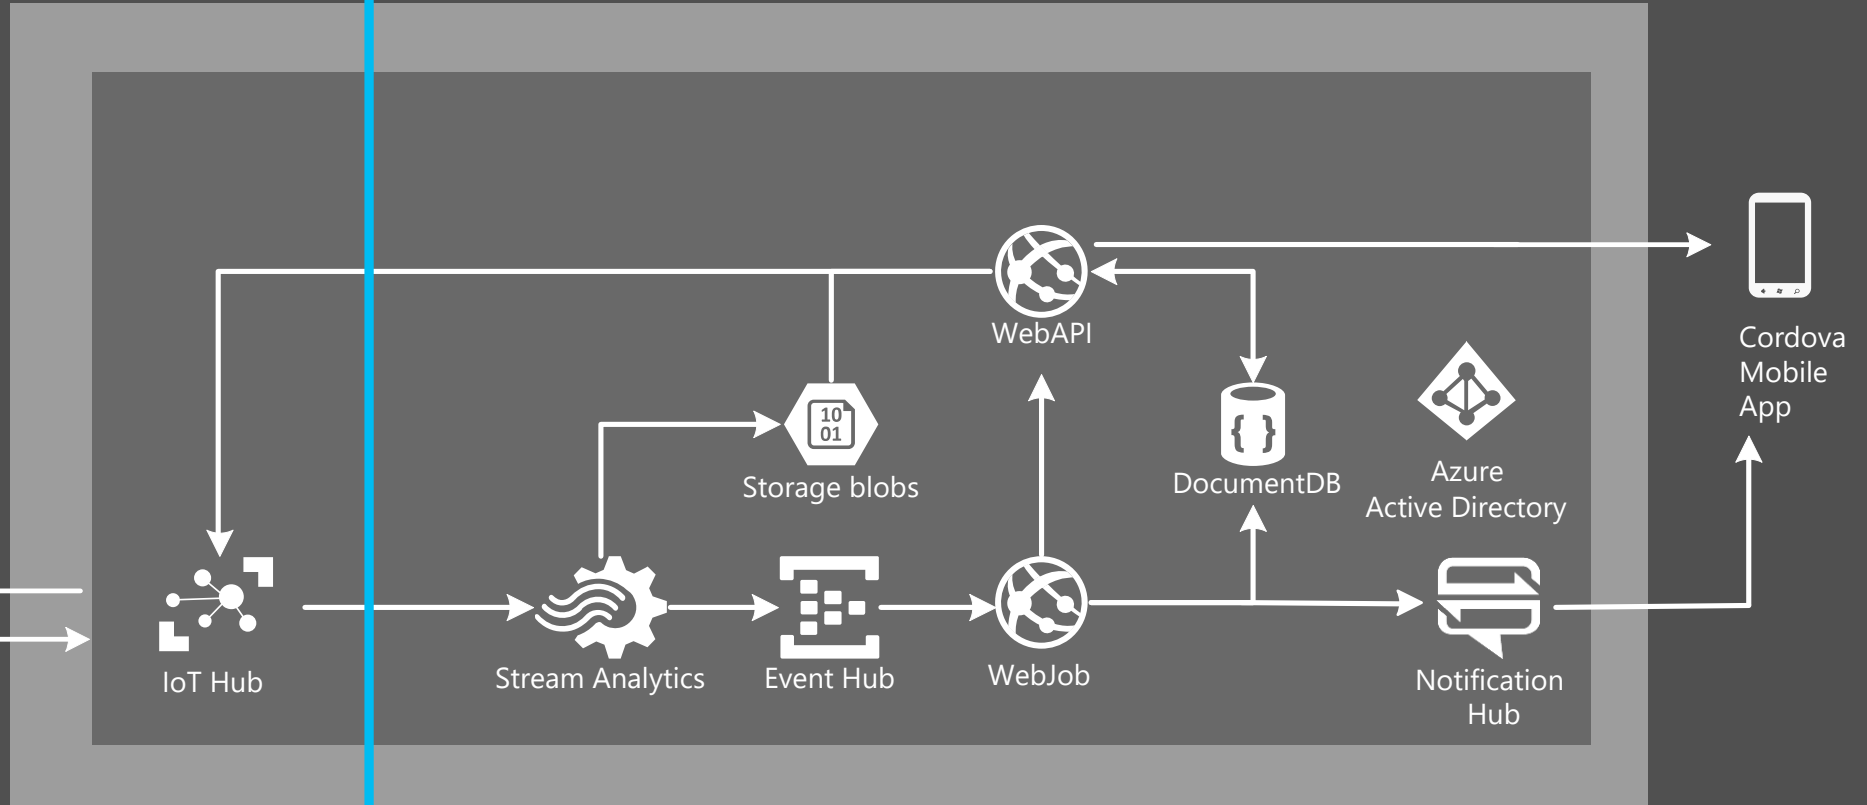 WebAPI
Cordova
Mobile
App
10
01
{ }
Storage blobs
DocumentDB
Azure
Active Directory
IoT Hub
Stream Analytics
Event Hub
WebJob
Notification
Hub